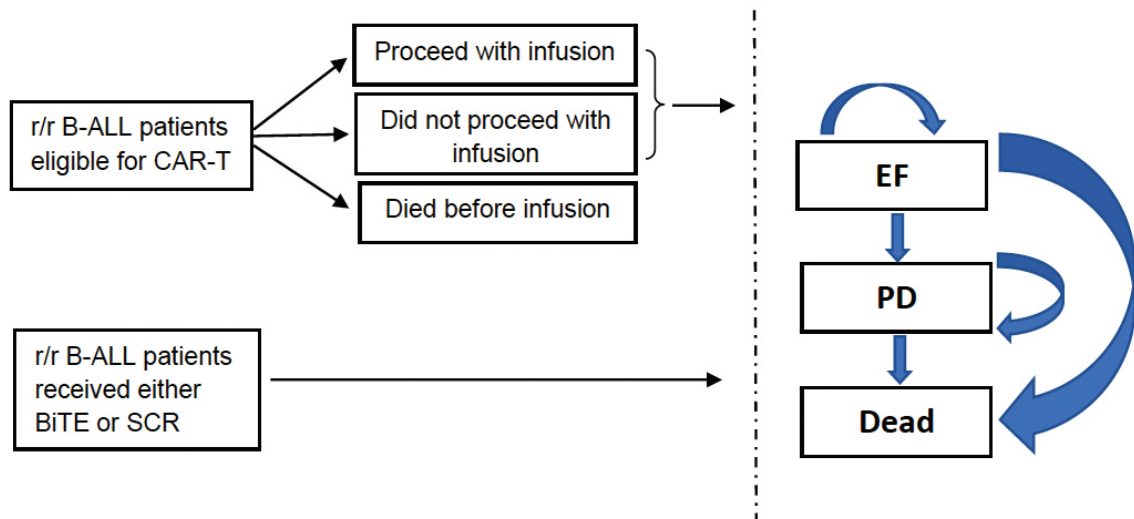 Proceed with infusion
r/r B-ALL patients
eligible for CAR-T
Did not proceed with
infusion
Died before infusion
r/r B-ALL patients
received either
BiTE or SCR
EF
PD
Dead